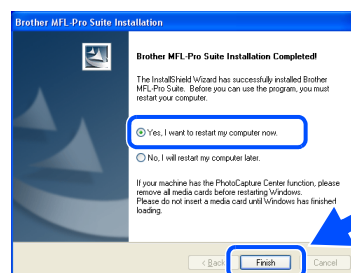 Brother MFL-Pro Suite Installation
Brother MFL-Pro Suite Installation Completed!
The InstallShield Wizard has successfully installed Brother
MFL-Pro Suite. Before you can use the program, you must
restart your computer.
Yes, I want to restart my computer now.
No, I will restart my computer later.
If your machine has the PhotoCapture Center function, please
remove all media cards before restarting Windows.
Please do not insert a media card until Windows has finished
loading.
< Back Finish Cancel